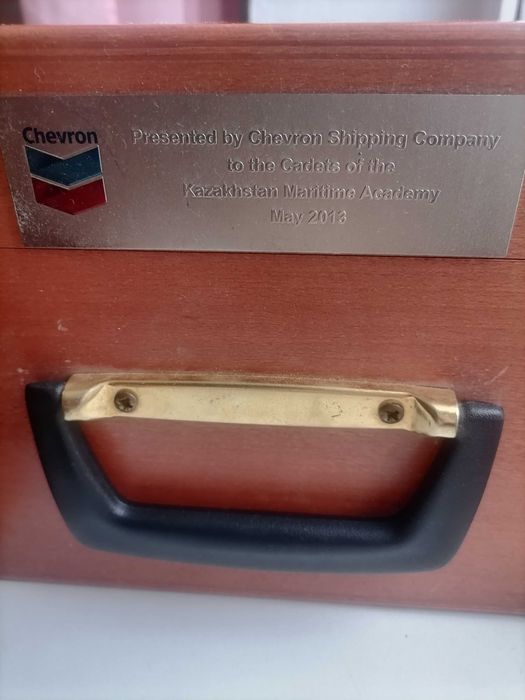 Chevron
Presented by Chevron Shipping Company
to the Cadets of the
Kazakhstan Maritime Academy
May 2013